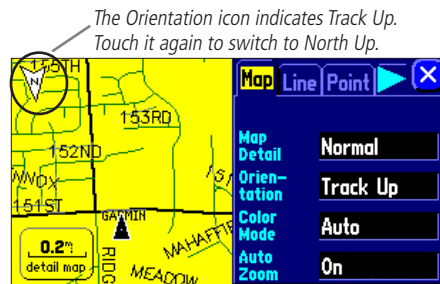 The Orientation icon indicates Track Up.
Touch it again to switch to North Up.
155TH
N
153RD
152ND
151ST
GARMIN
MAHAFFIE
RIDG
MEADOW
0.2
detail map
Map Line Point X
Map Detail Normal
Orien-
tation Track Up
Color Mode Auto
Auto Zoom On